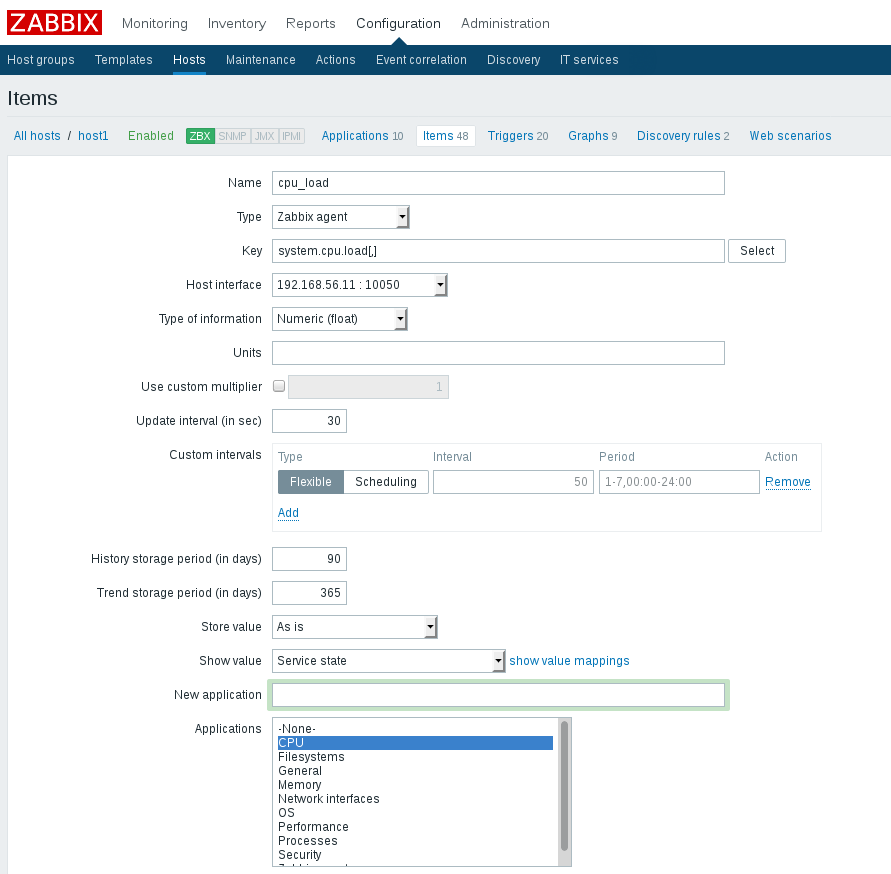 ZABBIX Monitoring Inventory Reports Configuration Administration
Host groups Templates Hosts Maintenance Actions Event correlation Discovery IT services
Items
All hosts / host1 Enabled ZBX SNMP JMX IPMI Applications 10 Items 48 Triggers 20 Graphs 9 Discovery rules 2 Web scenarios
Name cpu_load
Type Zabbix agent
Key system.cpu.load[,] Select
Host interface 192.168.56.11 : 10050
Type of information Numeric (float)
Units
Use custom multiplier 1
Update interval (in sec) 30
Custom intervals Type Interval Period Action
Flexible Scheduling 50 1-7,00:00-24:00 Remove
Add
History storage period (in days) 90
Trend storage period (in days) 365
Store value As is
Show value Service state show value mappings
New application
Applications -None-
CPU
Filesystems
General
Memory
Network interfaces
OS
Performance
Processes
Security